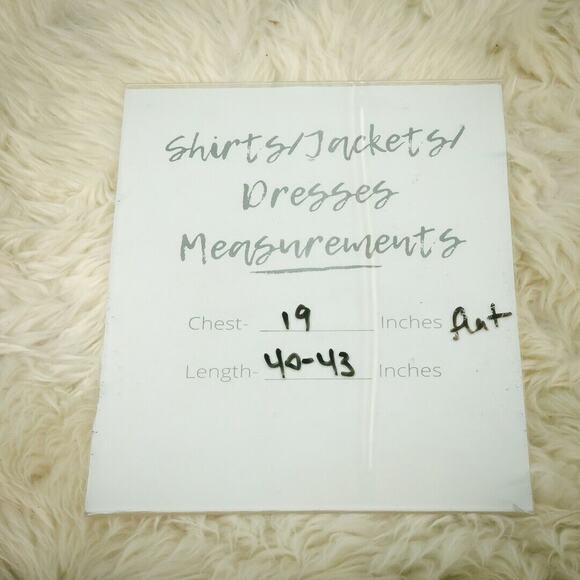 Shirts/Jackets/
Dresses
Measurements
Chest- 19 Inches flat
Length- 40-43 Inches